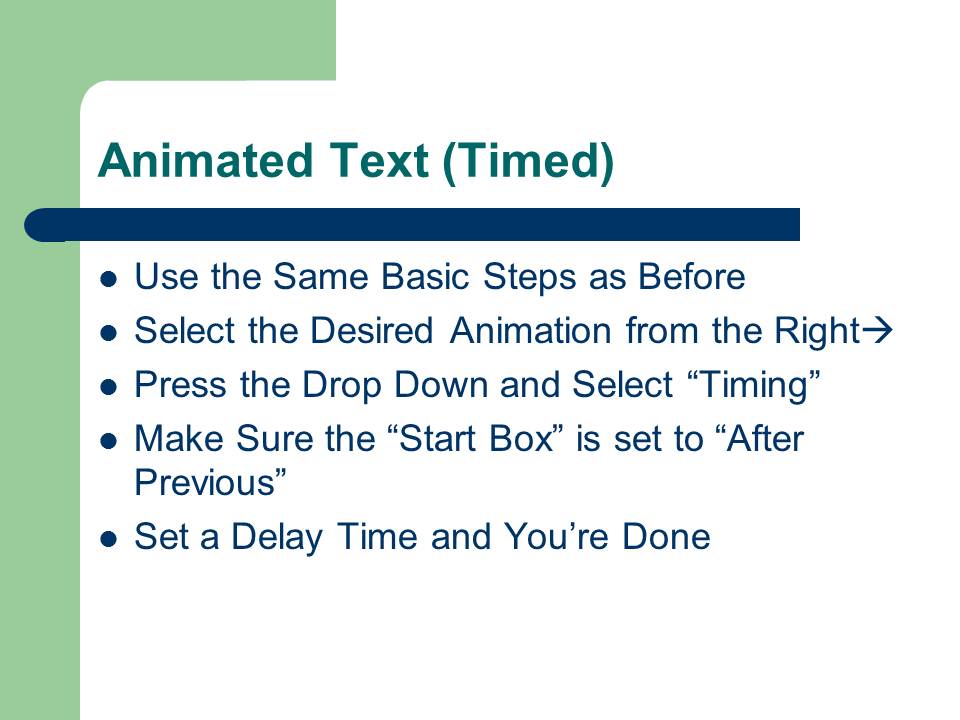 Animated Text (Timed)
● Use the Same Basic Steps as Before
● Select the Desired Animation from the Right→
● Press the Drop Down and Select “Timing”
● Make Sure the “Start Box” is set to “After
Previous”
● Set a Delay Time and You’re Done